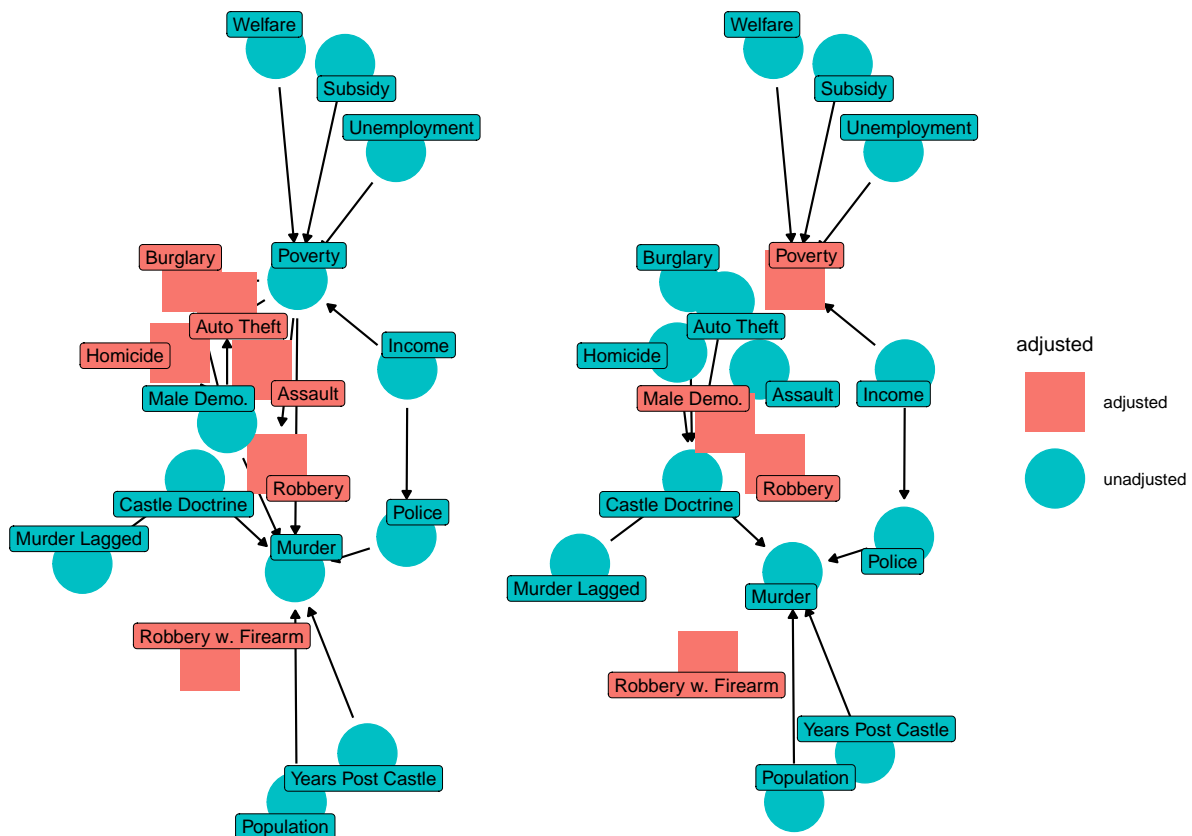 Welfare
Subsidy
Unemployment
Burglary
Poverty
Auto Theft
Homicide
Income
Male Demo.
Assault
Castle Doctrine
Robbery
Murder Lagged
Police
Murder
Robbery w. Firearm
Years Post Castle
Population
Welfare
Subsidy
Unemployment
Burglary
Poverty
Auto Theft
Homicide
Male Demo.
Assault
Income
Castle Doctrine
Robbery
Murder Lagged
Police
Murder
Robbery w. Firearm
Years Post Castle
Population
adjusted
adjusted
unadjusted